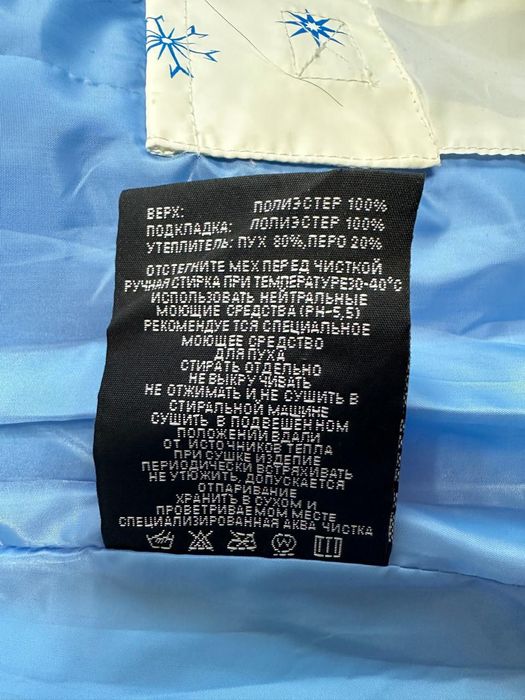 ВЕРХ: ПОЛИЭСТЕР 100%
ПОДКЛАДКА: ПОЛИЭСТЕР 100%
УТЕПЛИТЕЛЬ: ПУХ 80%, ПЕРО 20%
ОТСТЕГНИТЕ МЕХ ПЕРЕД ЧИСТКОЙ
РУЧНАЯ СТИРКА ПРИ ТЕМПЕРАТУРЕ30-40°C
ИСПОЛЬЗОВАТЬ НЕЙТРАЛЬНЫЕ
МОЮЩИЕ СРЕДСТВА (PH-5,5)
РЕКОМЕНДУЕТСЯ СПЕЦИАЛЬНОЕ
МОЮЩЕЕ СРЕДСТВО
ДЛЯ ПУХА
СТИРАТЬ ОТДЕЛЬНО
НЕ ВЫКРУЧИВАТЬ
НЕ ОТЖИМАТЬ И НЕ СУШИТЬ В
СТИРАЛЬНОЙ МАШИНЕ
СУШИТЬ В ПОДВЕШЕННОМ
ПОЛОЖЕНИИ ВДАЛИ
ОТ ИСТОЧНИКОВ ТЕПЛА
ПРИ СУШКЕ ИЗДЕЛИЕ
ПЕРИОДИЧЕСКИ ВСТРЯХИВАТЬ
НЕ УТЮЖИТЬ, ДОПУСКАЕТСЯ
ОТПАРИВАНИЕ
ХРАНИТЬ В СУХОМ И
ПРОВЕТРИВАЕМОМ МЕСТЕ
СПЕЦИАЛИЗИРОВАННАЯ АКВА ЧИСТКА
W